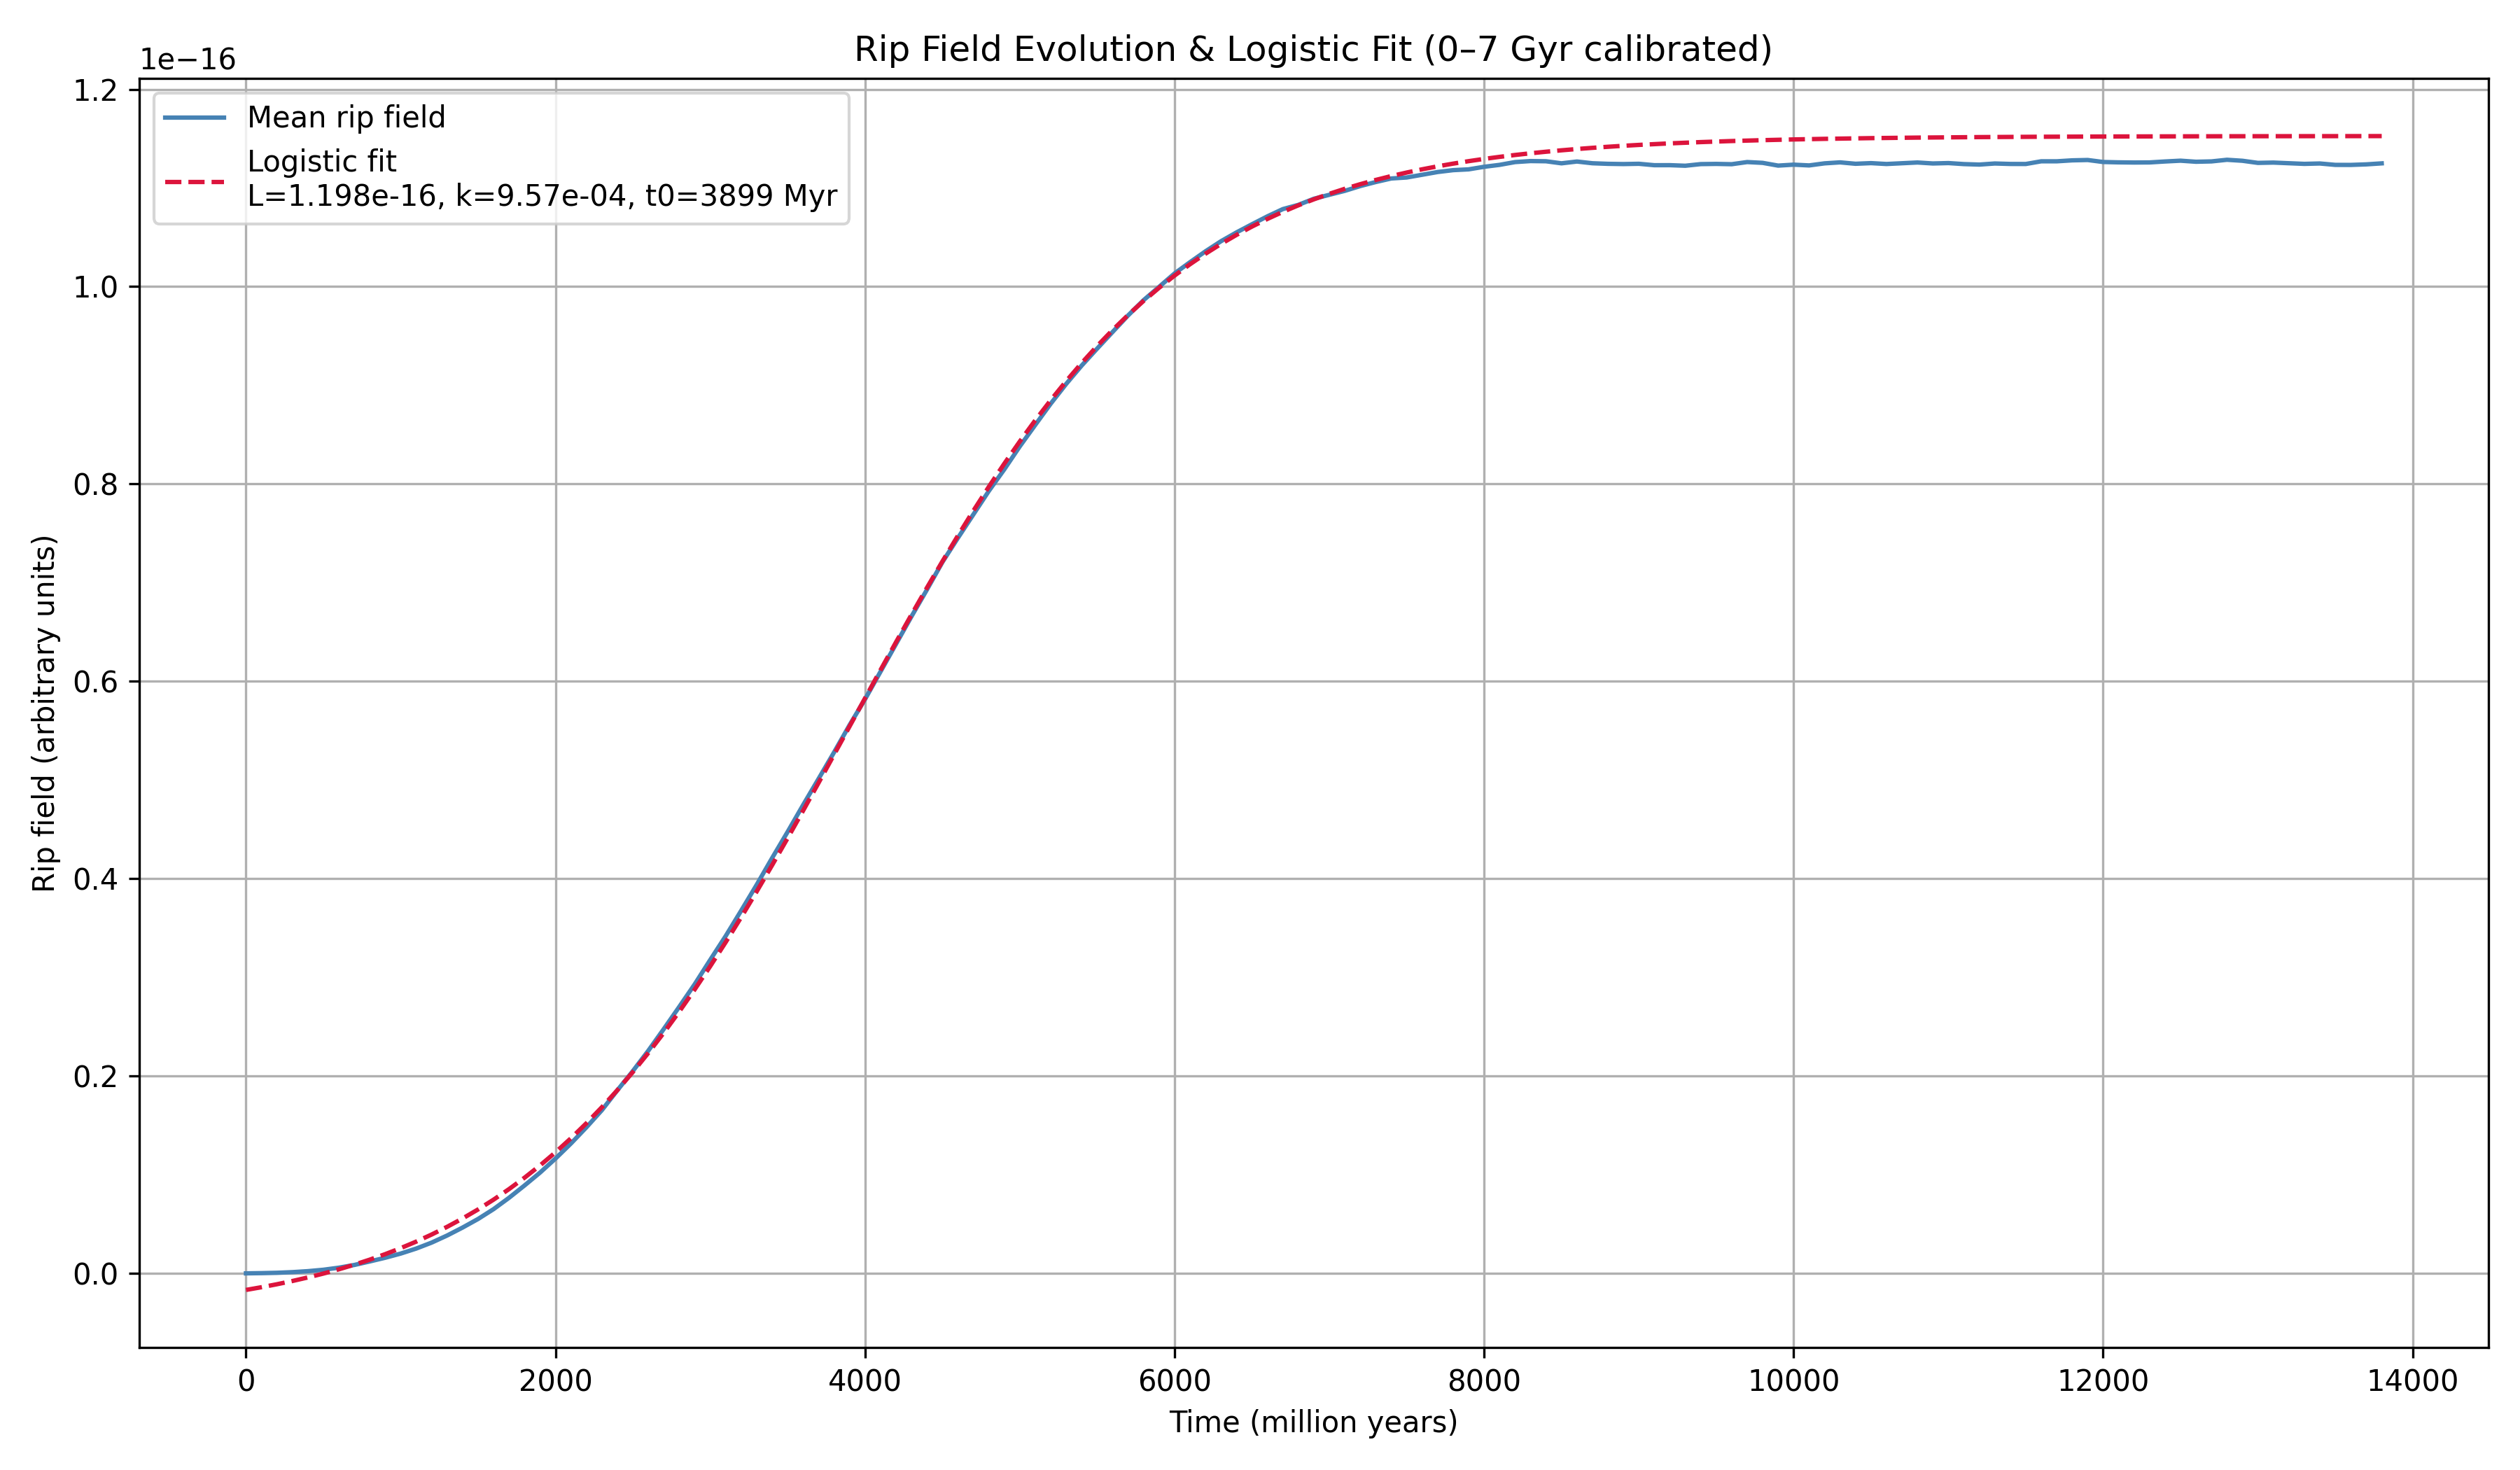 Rip Field Evolution & Logistic Fit (0–7 Gyr calibrated)
1e−16
1.2
1.0
0.8
0.6
0.4
0.2
0.0
Rip field (arbitrary units)
Mean rip field
Logistic fit
L=1.198e-16, k=9.57e-04, t0=3899 Myr
0 2000 4000 6000 8000 10000 12000 14000
Time (million years)